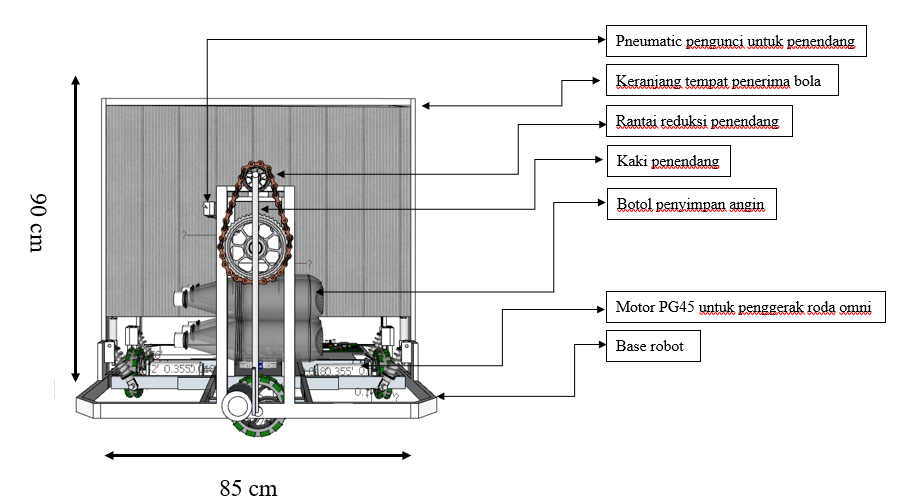 Pneumatic pengunci untuk penendang
Keranjang tempat penerima bola
Rantai reduksi penendang
Kaki penendang
Botol penyimpan angin
Motor PG45 untuk penggerak roda omni
Base robot
90 cm
85 cm
?
?